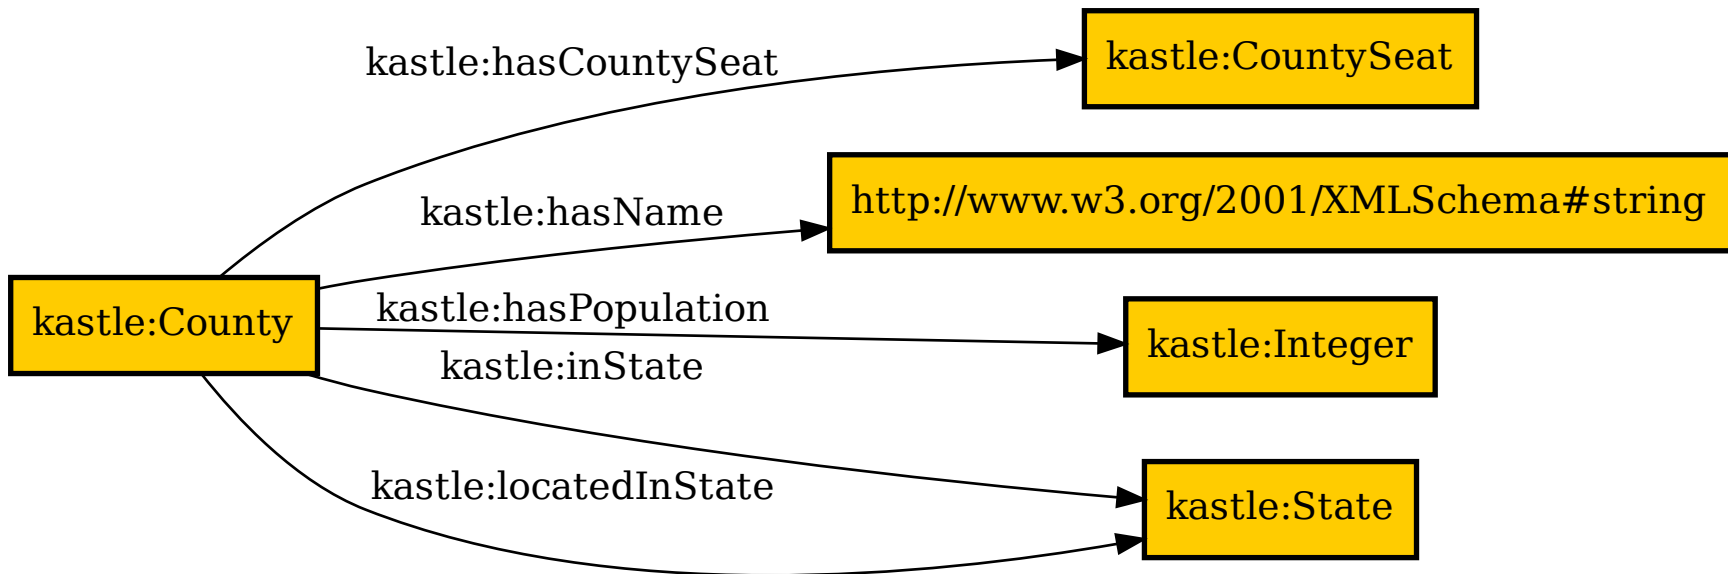 kastle:hasCountySeat
kastle:CountySeat
kastle:hasName
http://www.w3.org/2001/XMLSchema#string
kastle:County
kastle:hasPopulation
kastle:Integer
kastle:inState
kastle:locatedInState
kastle:State